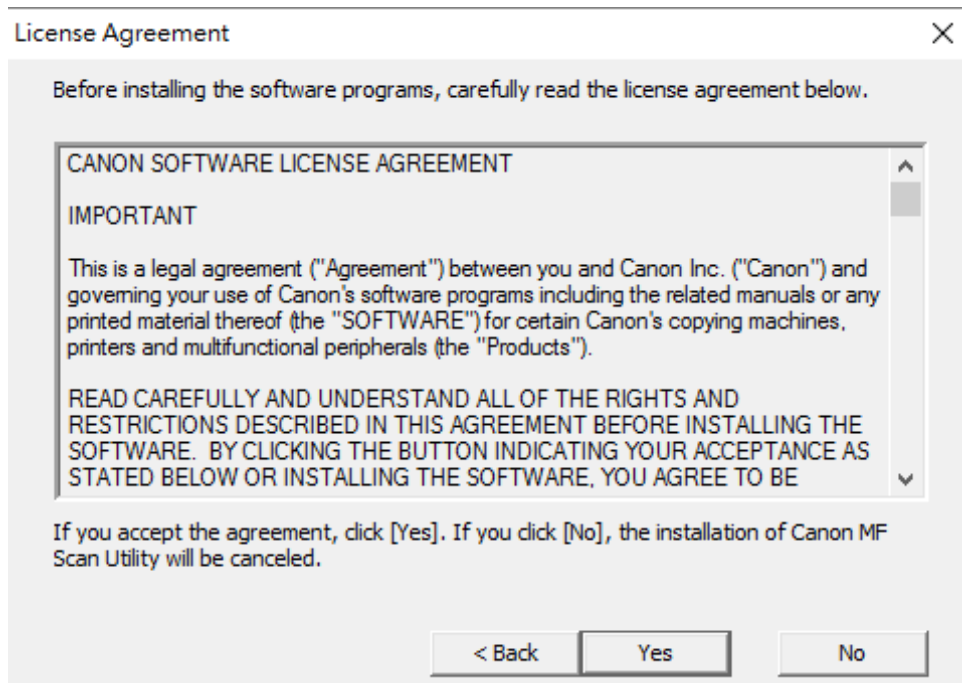 License Agreement
Before installing the software programs, carefully read the license agreement below.
CANON SOFTWARE LICENSE AGREEMENT
IMPORTANT
This is a legal agreement ("Agreement") between you and Canon Inc. ("Canon") and
governing your use of Canon's software programs including the related manuals or any
printed material thereof (the "SOFTWARE") for certain Canon's copying machines,
printers and multifunctional peripherals (the "Products").
READ CAREFULLY AND UNDERSTAND ALL OF THE RIGHTS AND
RESTRICTIONS DESCRIBED IN THIS AGREEMENT BEFORE INSTALLING THE
SOFTWARE.  BY CLICKING THE BUTTON INDICATING YOUR ACCEPTANCE AS
STATED BELOW OR INSTALLING THE SOFTWARE, YOU AGREE TO BE
If you accept the agreement, click [Yes]. If you click [No], the installation of Canon MF
Scan Utility will be canceled.
< Back
Yes
No